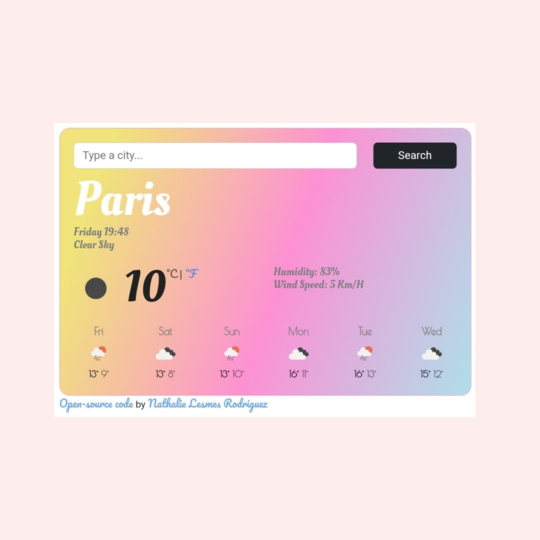 Type a city...
Search
Paris
Friday 19:48
Clear Sky
10 °C | °F
Humidity: 83%
Wind Speed: 5 Km/H
Fri Sat Sun Mon Tue Wed
13° 9° 13° 8° 13° 10° 16° 11° 16° 13° 15° 12°
Open-source code by Nathalie Lesmes Rodriguez